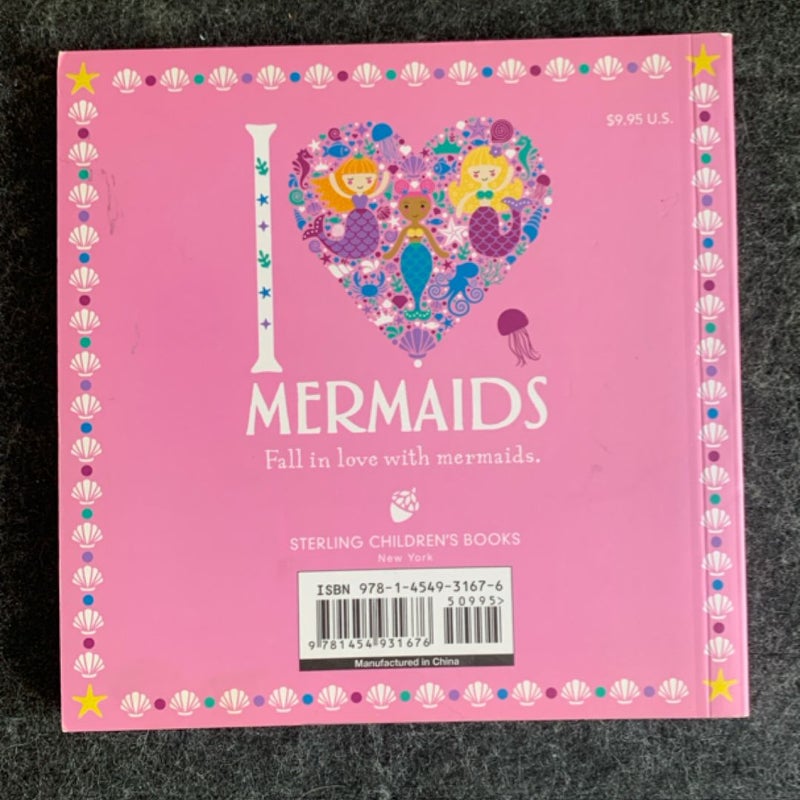 $9.95 U.S.
I
MERMAIDS
Fall in love with mermaids.
STERLING CHILDREN'S BOOKS
New York
ISBN 978-1-4549-3167-6
50995>
9 781454 931676
Manufactured in China